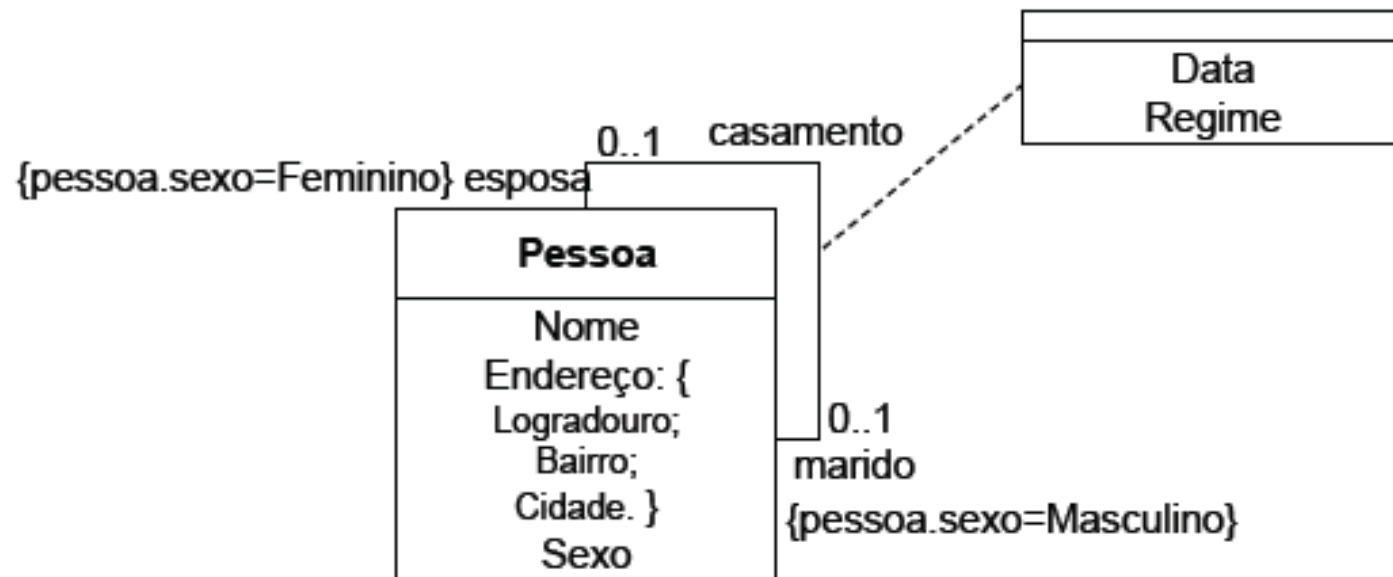 Data
Regime
0..1 casamento
{pessoa.sexo=Feminino} esposa
Pessoa
Nome
Endereço: {
Logradouro;
Bairro;
Cidade. }
Sexo
0..1
marido
{pessoa.sexo=Masculino}